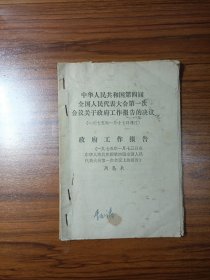 中华人民共和国第四届
全国人民代表大会第一次
会议关于政府工作报告的决议
（一九七五年一月十七日通过）
政府工作报告
（一九七五年一月十三日在
中华人民共和国第四届全国人民
代表大会第一次会议上的报告）
周恩来